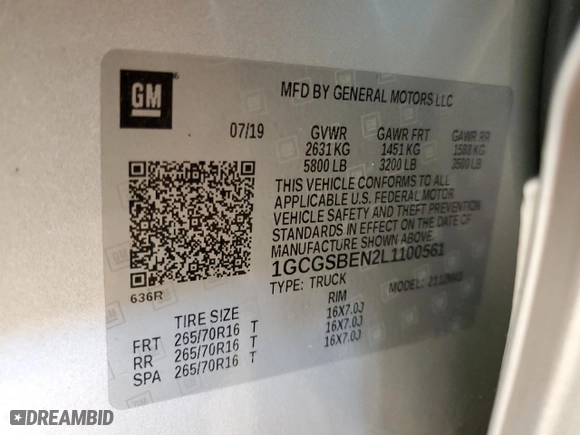 GM
MFD BY GENERAL MOTORS LLC
07/19 GVWR GAWR FRT GAWR RR
2631 KG 1451 KG 1588 KG
5800 LB 3200 LB 3500 LB
THIS VEHICLE CONFORMS TO ALL
APPLICABLE U.S. FEDERAL MOTOR
VEHICLE SAFETY AND THEFT PREVENTION
STANDARDS IN EFFECT ON THE DATE OF
MANUFACTURE SHOWN ABOVE.
1GCGSBEN2L1100561
TYPE: TRUCK MODEL:
636R
TIRE SIZE RIM
FRT 265/70R16 T 16X7.0J
RR 265/70R16 T 16X7.0J
SPA 265/70R16 T 16X7.0J
DREAMBID